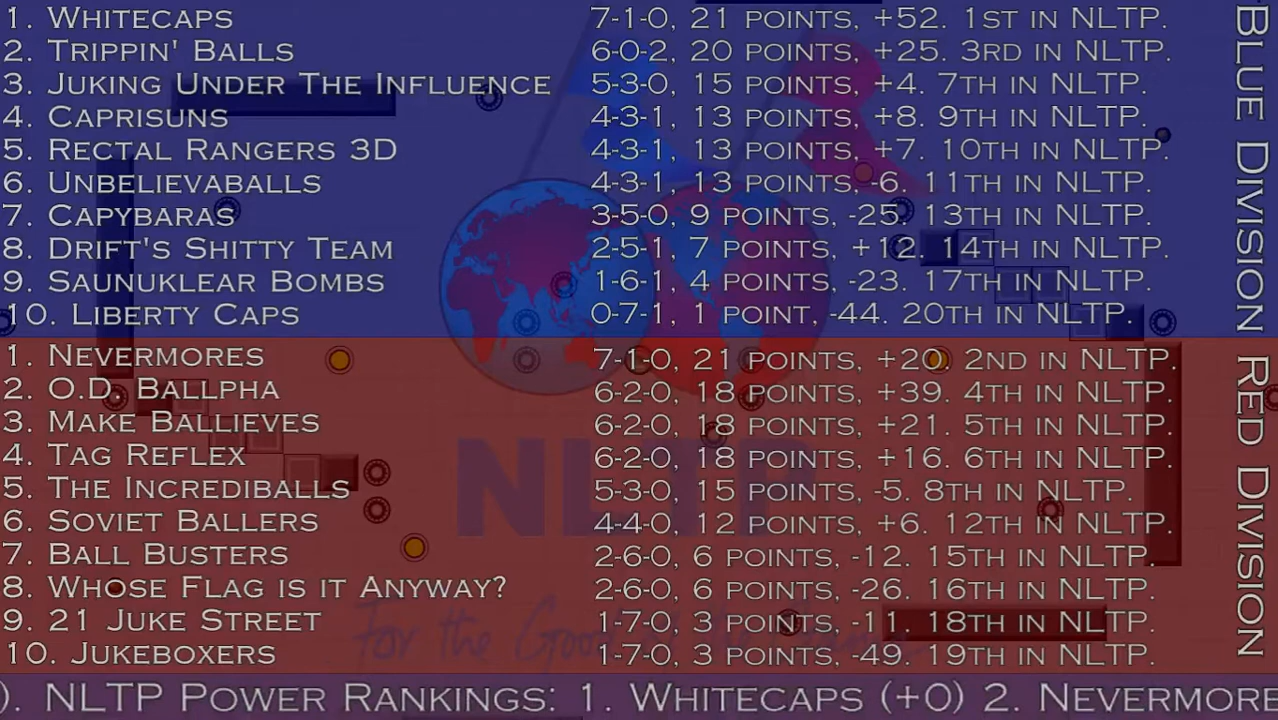 1. Whitecaps 7-1-0, 21 points, +52. 1st in NLTP.
2. Trippin' Balls 6-0-2, 20 points, +25. 3rd in NLTP.
3. Juking Under The Influence 5-3-0, 15 points, +4. 7th in NLTP.
4. Caprisuns 4-3-1, 13 points, +8. 9th in NLTP.
5. Rectal Rangers 3D 4-3-1, 13 points, +7. 10th in NLTP.
6. Unbelievaballs 4-3-1, 13 points, -6. 11th in NLTP.
7. Capybaras 3-5-0, 9 points, -25. 13th in NLTP.
8. Drift's Shitty Team 2-5-1, 7 points, +12. 14th in NLTP.
9. Saunuklear Bombs 1-6-1, 4 points, -23. 17th in NLTP.
10. Liberty Caps 0-7-1, 1 point, -44. 20th in NLTP.
Blue Division
1. Nevermores 7-1-0, 21 points, +20. 2nd in NLTP.
2. O.D. Ballpha 6-2-0, 18 points, +39. 4th in NLTP.
3. Make Ballieves 6-2-0, 18 points, +21. 5th in NLTP.
4. Tag Reflex 6-2-0, 18 points, +16. 6th in NLTP.
5. The Incrediballs 5-3-0, 15 points, -5. 8th in NLTP.
6. Soviet Ballers 4-4-0, 12 points, +6. 12th in NLTP.
7. Ball Busters 2-6-0, 6 points, -12. 15th in NLTP.
8. Whose Flag is it Anyway? 2-6-0, 6 points, -26. 16th in NLTP.
9. 21 Juke Street 1-7-0, 3 points, -11. 18th in NLTP.
10. Jukeboxers 1-7-0, 3 points, -49. 19th in NLTP.
Red Division
NLTP
For the Good of the Game
). NLTP Power Rankings: 1. Whitecaps (+0) 2. Nevermore